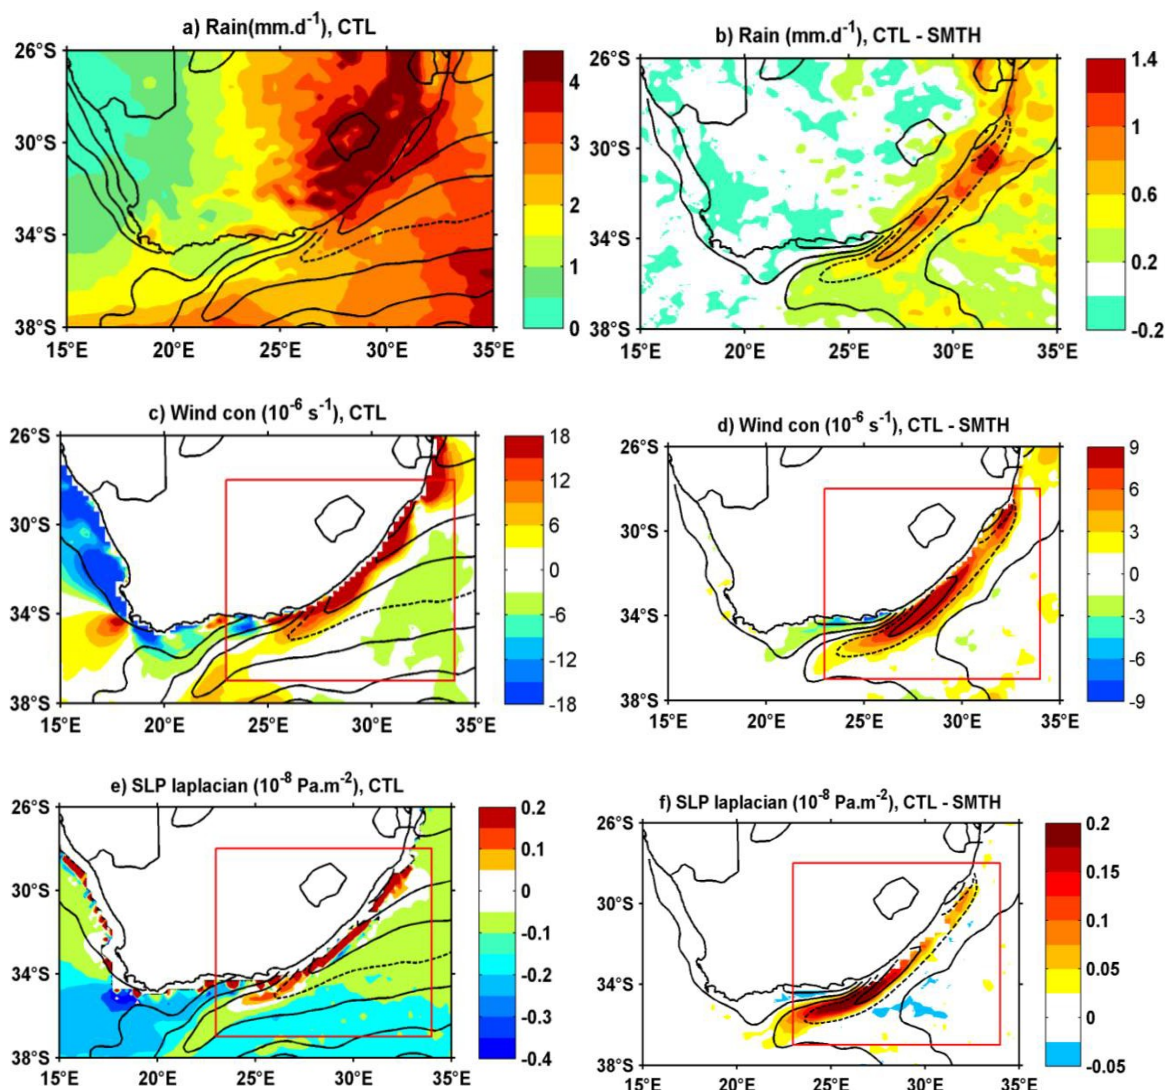 a) Rain(mm.d⁻¹), CTL
26°S
30°S
34°S
38°S
15°E 20°E 25°E 30°E 35°E
4
3
2
1
0
b) Rain (mm.d⁻¹), CTL - SMTH
26°S
30°S
34°S
38°S
15°E 20°E 25°E 30°E 35°E
1.4
1
0.6
0.2
-0.2
c) Wind con (10⁻⁶ s⁻¹), CTL
26°S
30°S
34°S
38°S
15°E 20°E 25°E 30°E 35°E
18
12
6
0
-6
-12
-18
d) Wind con (10⁻⁶ s⁻¹), CTL - SMTH
26°S
30°S
34°S
38°S
15°E 20°E 25°E 30°E 35°E
9
6
3
0
-3
-6
-9
e) SLP laplacian (10⁻⁸ Pa.m⁻²), CTL
26°S
30°S
34°S
38°S
15°E 20°E 25°E 30°E 35°E
0.2
0.1
0
-0.1
-0.2
-0.3
-0.4
f) SLP laplacian (10⁻⁸ Pa.m⁻²), CTL - SMTH
26°S
30°S
34°S
38°S
15°E 20°E 25°E 30°E 35°E
0.2
0.15
0.1
0.05
0
-0.05